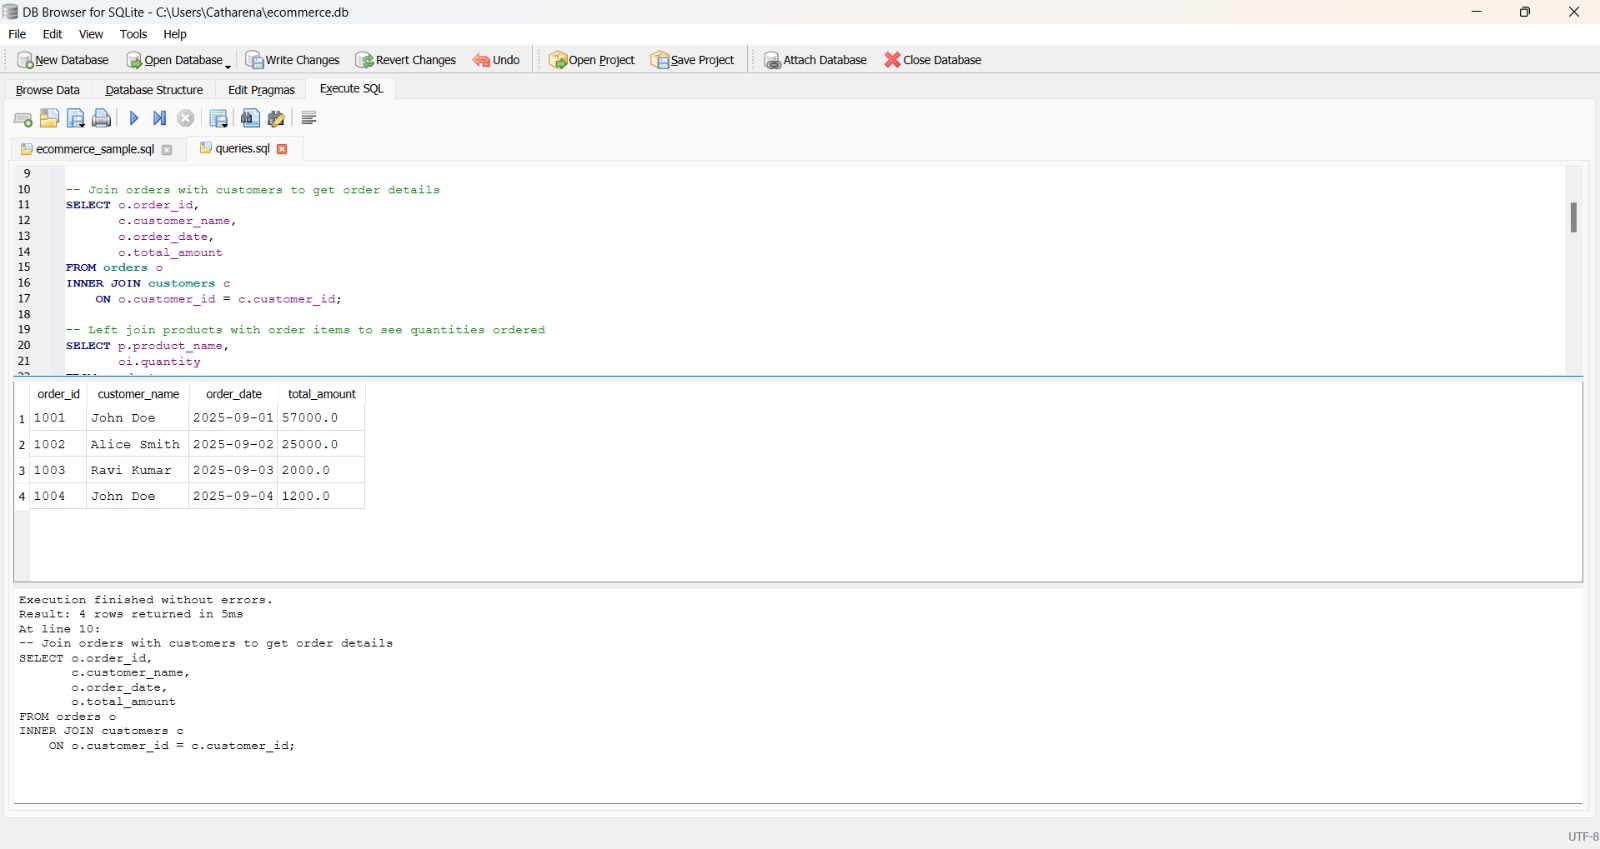 DB Browser for SQLite - C:\Users\Catharena\ecommerce.db
File Edit View Tools Help
New Database Open Database Write Changes Revert Changes Undo Open Project Save Project Attach Database Close Database
Browse Data Database Structure Edit Pragmas Execute SQL
ecommerce_sample.sql queries.sql
9
10 -- Join orders with customers to get order details
11 SELECT o.order_id,
12 c.customer_name,
13 o.order_date,
14 o.total_amount
15 FROM orders o
16 INNER JOIN customers c
17 ON o.customer_id = c.customer_id;
18
19 -- Left join products with order items to see quantities ordered
20 SELECT p.product_name,
21 oi.quantity
order_id customer_name order_date total_amount
1 1001 John Doe 2025-09-01 57000.0
2 1002 Alice Smith 2025-09-02 25000.0
3 1003 Ravi Kumar 2025-09-03 2000.0
4 1004 John Doe 2025-09-04 1200.0
Execution finished without errors.
Result: 4 rows returned in 5ms
At line 10:
-- Join orders with customers to get order details
SELECT o.order_id,
c.customer_name,
o.order_date,
o.total_amount
FROM orders o
INNER JOIN customers c
ON o.customer_id = c.customer_id;
UTF-8